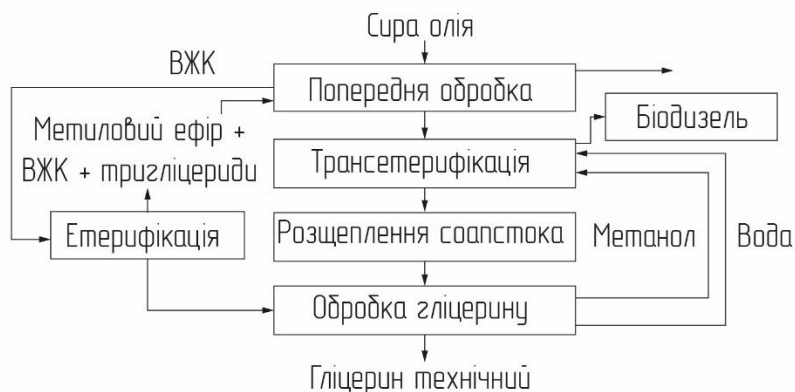 Сира олія
ВЖК
Попередня обробка
Метиловий ефір +
ВЖК + тригліцериди
Біодизель
Трансетерифікація
Етерифікація
Розщеплення соапстока
Метанол
Вода
Обробка гліцерину
Гліцерин технічний